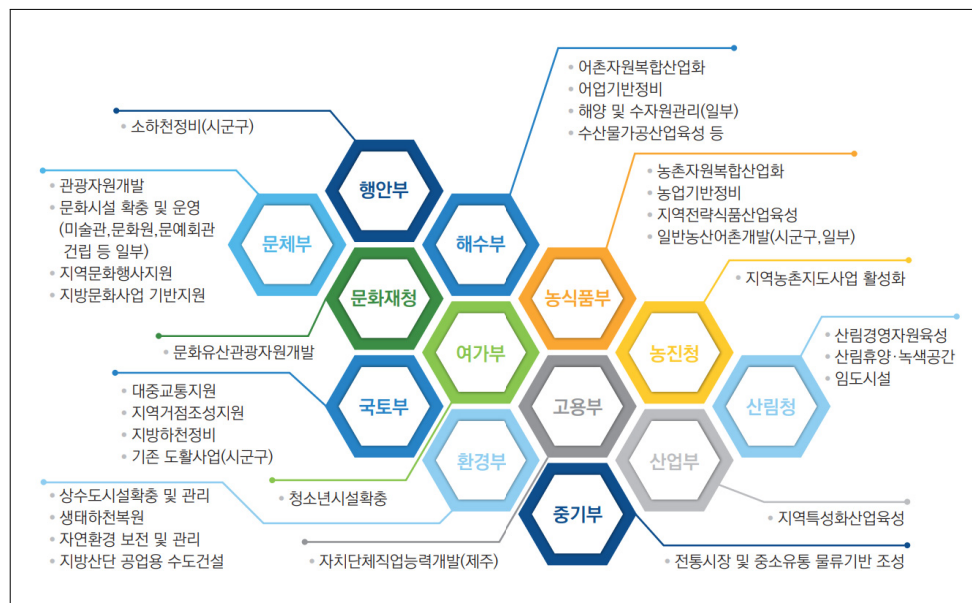 • 어촌자원복합산업화
• 어업기반정비
• 해양 및 수자원관리(일부)
• 수산물가공산업육성 등
• 소하천정비(시군구)
• 관광자원개발
• 문화시설 확충 및 운영
(미술관,문화원,문예회관
건립 등 일부)
• 지역문화행사지원
• 지방문화사업 기반지원
• 농촌자원복합산업화
• 농업기반정비
• 지역전략식품산업육성
• 일반농산어촌개발(시군구,일부)
행안부
문체부
해수부
문화재청
농식품부
• 지역농촌지도사업 활성화
여가부
농진청
• 문화유산관광자원개발
• 산림경영자원육성
• 산림휴양·녹색공간
• 임도시설
국토부
고용부
산림청
• 대중교통지원
• 지역거점조성지원
• 지방하천정비
• 기존 도활사업(시군구)
환경부
산업부
• 청소년시설확충
중기부
• 상수도시설확충 및 관리
• 생태하천복원
• 자연환경 보전 및 관리
• 지방산단 공업용 수도건설
• 지역특성화산업육성
• 자치단체직업능력개발(제주)
• 전통시장 및 중소유통 물류기반 조성